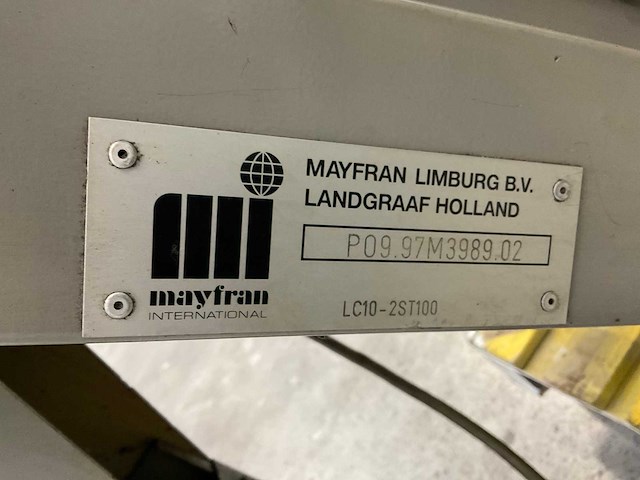 MAYFRAN LIMBURG B.V.
LANDGRAAF HOLLAND
P09.97M3989.02
mayfran
INTERNATIONAL
LC10-2ST100